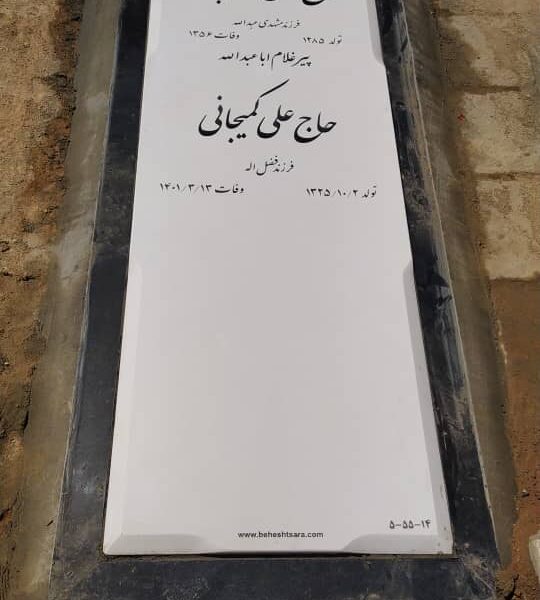 فرزند مشهدی عبدالله
تولد ۱۲۸۵ وفات ۱۳۵۶
پیرغلام اباعبدالله
حاج علی کمیجانی
فرزند فضل اله
تولد ۱۳۲۵/۱۰/۲ وفات ۱۴۰۱/۳/۱۳
۵-۵۵-۱۴
www.beheshtsara.com